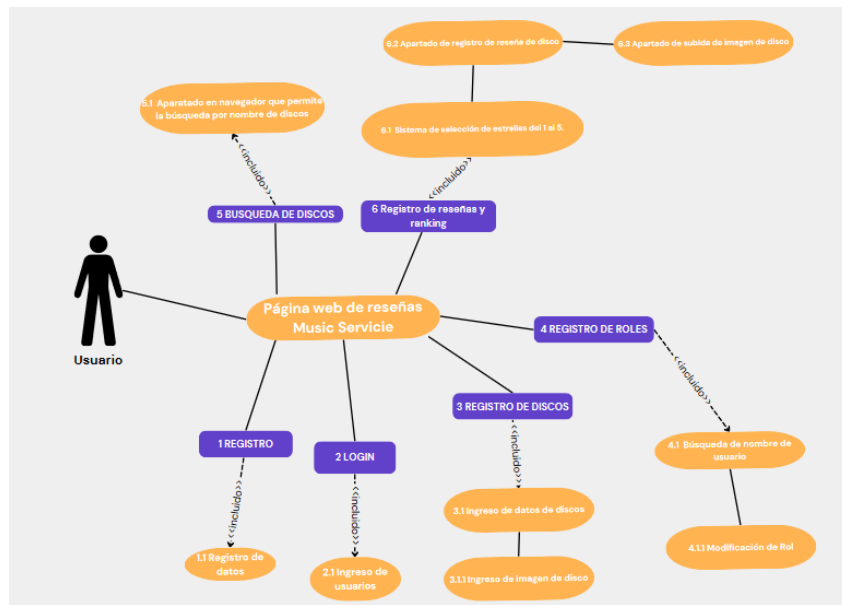 6.2 Apartado de registro de reseña de disco
6.3 Apartado de subida de imagen de disco
5.1 Aparatado en navegador que permite
la búsqueda por nombre de discos
6.1 Sistema de selección de estrellas del 1 al 5.
<<incluido>>
<<incluido>>
5 BUSQUEDA DE DISCOS
6 Registro de reseñas y
ranking
Página web de reseñas
Music Servicie
4 REGISTRO DE ROLES
Usuario
<<incluido>>
3 REGISTRO DE DISCOS
1 REGISTRO
2 LOGIN
<<incluido>>
4.1 Búsqueda de nombre de
usuario
<<incluido>>
<<incluido>>
3.1 Ingreso de datos de discos
4.1.1 Modificación de Rol
1.1 Registro de
datos
2.1 Ingreso de
usuarios
3.1.1 Ingreso de imagen de disco